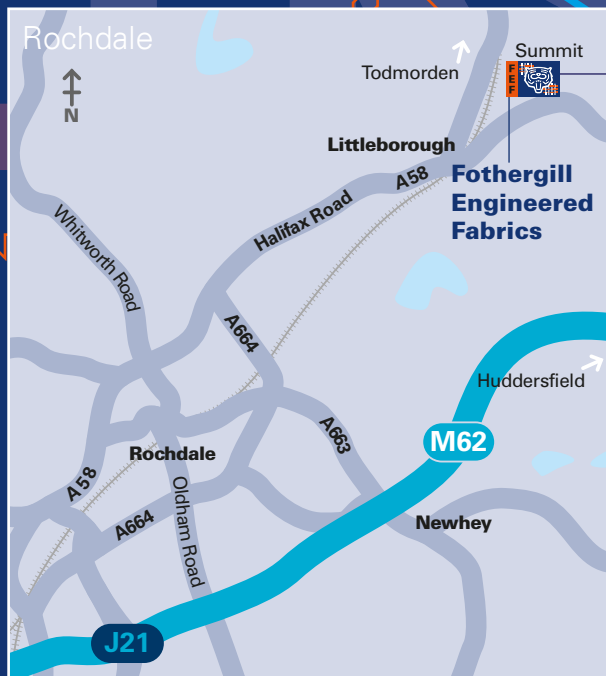 Rochdale
N
Todmorden
Summit
F
E
F
Littleborough
A58
Fothergill
Engineered
Fabrics
Halifax Road
Whitworth Road
A664
Huddersfield
A663
M62
Rochdale
A58
Oldham Road
A664
Newhey
J21